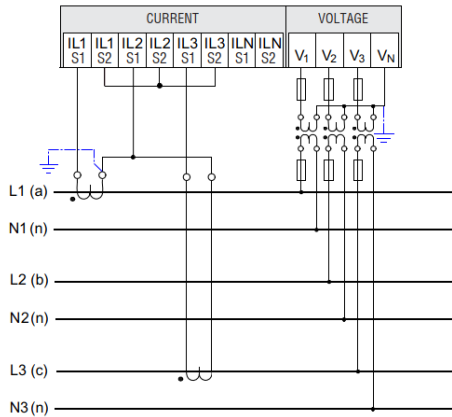 CURRENT VOLTAGE
IL1 IL1 IL2 IL2 IL3 IL3 ILN ILN V1 V2 V3 VN
S1 S2 S1 S2 S1 S2 S1 S2
L1 (a)
N1 (n)
L2 (b)
N2 (n)
L3 (c)
N3 (n)